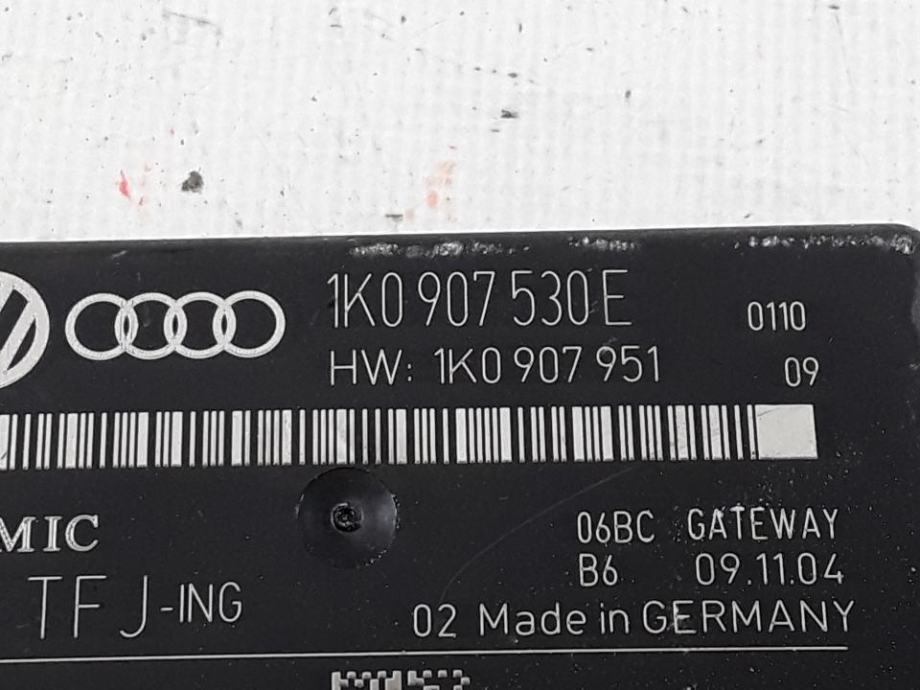 1K0 907 530 E 0110
HW: 1K0 907 951 09
06BC GATEWAY
B6 09.11.04
TFJ-ING
02 Made in GERMANY